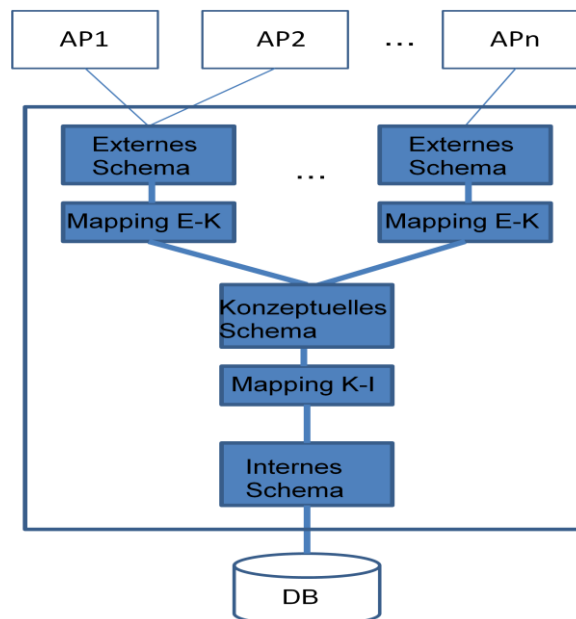 AP1
AP2
...
APn
Externes
Schema
...
Externes
Schema
Mapping E-K
Mapping E-K
Konzeptuelles
Schema
Mapping K-I
Internes
Schema
DB